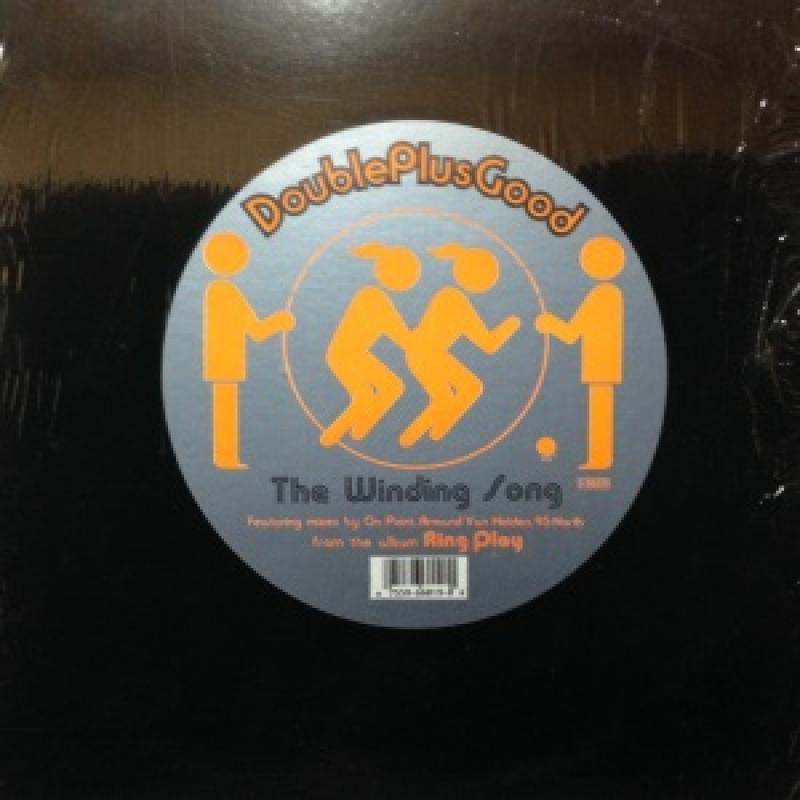 DoublePlusGood
The Winding Song
Featuring mixes by On Point, Armand Van Helden, 95 North
from the album Ring Play